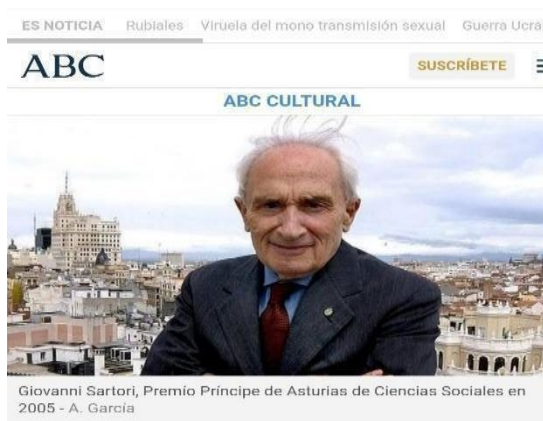 ES NOTICIA Rubiales Viruela del mono transmisión sexual Guerra Ucra
ABC
SUSCRÍBETE
ABC CULTURAL
Giovanni Sartori, Premio Príncipe de Asturias de Ciencias Sociales en
2005 - A. García